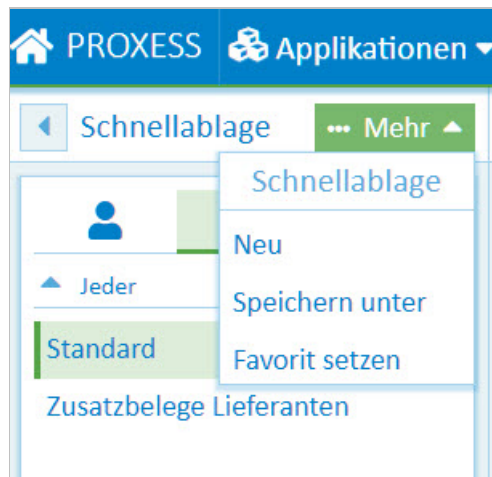 PROXESS Applikationen
Schnellablage ••• Mehr
Schnellablage
Neu
Jeder
Speichern unter
Standard
Favorit setzen
Zusatzbelege Lieferanten